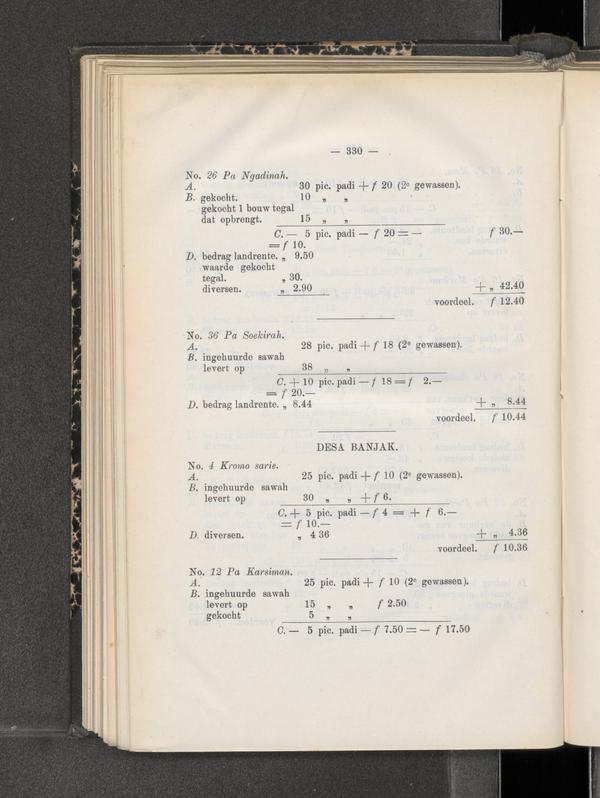 — 330 —
No. 26 Pa Ngadinah.
A. 30 pic. padi + f 20 (2e gewassen).
B. gekocht. 10 „ „
gekocht 1 bouw tegal
dat opbrengt. 15 „ „
C. — 5 pic. padi — f 20 = — f 30.—
= f 10.
D. bedrag landrente. „ 9.50
waarde gekocht
tegal. „ 30.
diversen. „ 2.90 + „ 42.40
voordeel. f 12.40
No. 36 Pa Soekirah.
A. 28 pic. padi + f 18 (2e gewassen).
B. ingehuurde sawah
levert op 38 „ „
C. + 10 pic. padi — f 18 = f 2.—
= f 20.—
D. bedrag landrente. „ 8.44 + „ 8.44
voordeel. f 10.44
DESA BANJAK.
No. 4 Kromo sarie.
A. 25 pic. padi + f 10 (2e gewassen).
B. ingehuurde sawah
levert op 30 „ „ + f 6.
C. + 5 pic. padi — f 4 = + f 6.—
= f 10.—
D. diversen. „ 4 36 + „ 4.36
voordeel. f 10.36
No. 12 Pa Karsiman.
A. 25 pic. padi + f 10 (2e gewassen).
B. ingehuurde sawah
levert op 15 „ „ f 2.50
gekocht 5 „ „
C. — 5 pic. padi — f 7.50 = — f 17.50